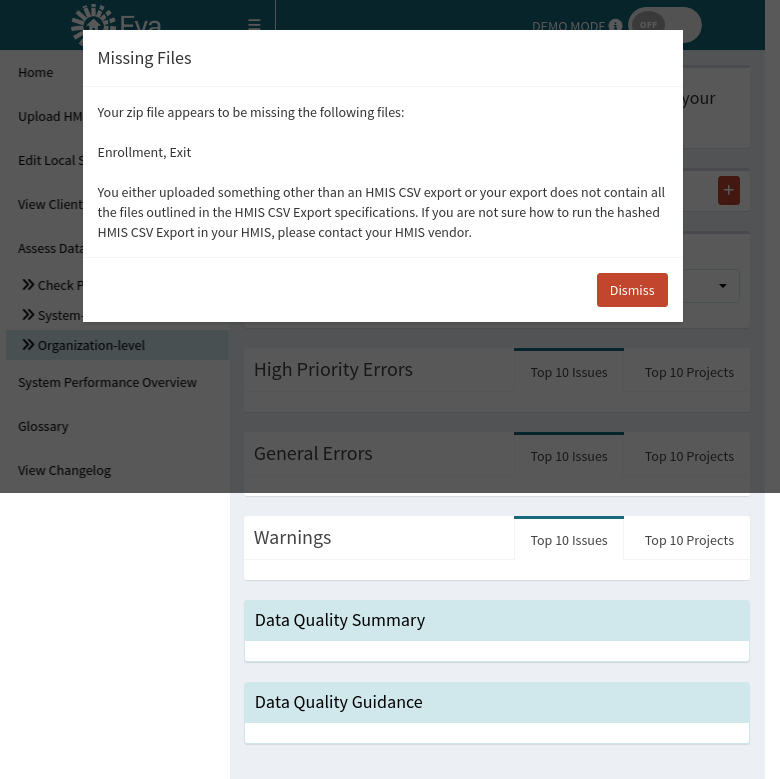 Eva
DEMO MODE
OFF
Missing Files
Your zip file appears to be missing the following files:
Enrollment, Exit
You either uploaded something other than an HMIS CSV export or your export does not contain all
the files outlined in the HMIS CSV Export specifications. If you are not sure how to run the hashed
HMIS CSV Export in your HMIS, please contact your HMIS vendor.
Dismiss
Home
Upload HM
Edit Local S
View Client
Assess Data
Check P
System-
Organization-level
System Performance Overview
Glossary
View Changelog
your
+
High Priority Errors
Top 10 Issues
Top 10 Projects
General Errors
Top 10 Issues
Top 10 Projects
Warnings
Top 10 Issues
Top 10 Projects
Data Quality Summary
Data Quality Guidance